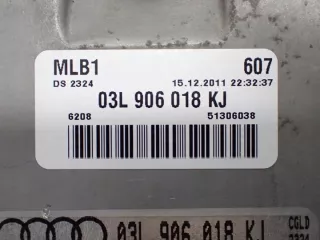 MLB1 607
DS 2324 15.12.2011 22:32:37
03L 906 018 KJ
6208 51306038
03L 906 018 KJ CGLD
2324